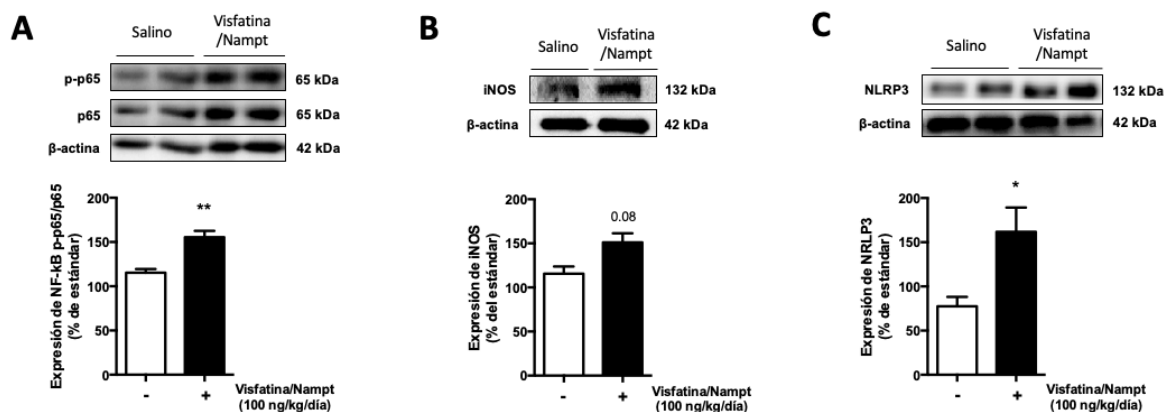 A
Salino
Visfatina
/Nampt
p-p65
65 kDa
p65
65 kDa
β-actina
42 kDa
Expresión de NF-kB p-p65/p65
(% de estándar)
200
150
100
50
0
**
-
+
Visfatina/Nampt
(100 ng/kg/día)
B
Salino
Visfatina
/Nampt
iNOS
132 kDa
β-actina
42 kDa
Expresión de iNOS
(% del estándar)
200
150
100
50
0
0.08
-
+
Visfatina/Nampt
(100 ng/kg/día)
C
Salino
Visfatina
/Nampt
NLRP3
132 kDa
β-actina
42 kDa
Expresión de NRLP3
(% de estándar)
200
150
100
50
0
*
-
+
Visfatina/Nampt
(100 ng/kg/día)